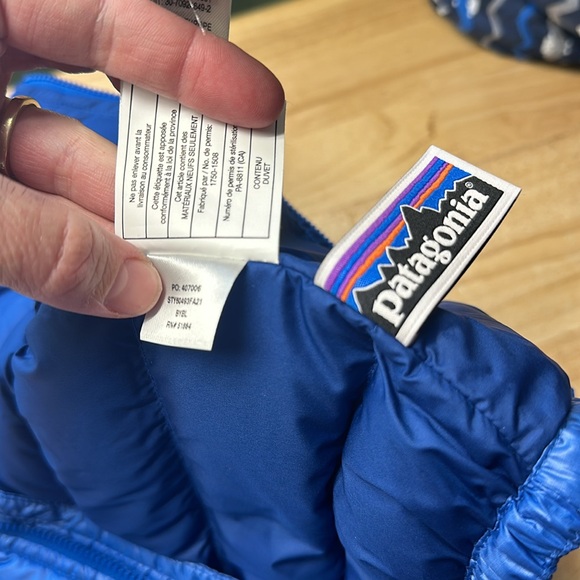 Ne pas enlever avant la
livraison au consommateur
Cette étiquette est apposée
conformément à la loi de la province
Cet article contient des
MATÉRIAUX NEUFS SEULEMENT
Fabriqué par / No. de permis:
1750-1508
Numéro de permis de stérilisation
PA-8811 (CA)
CONTENU
DUVET
PO: 407006
STY60493FA21
BYBL
RN# 51884
patagonia®